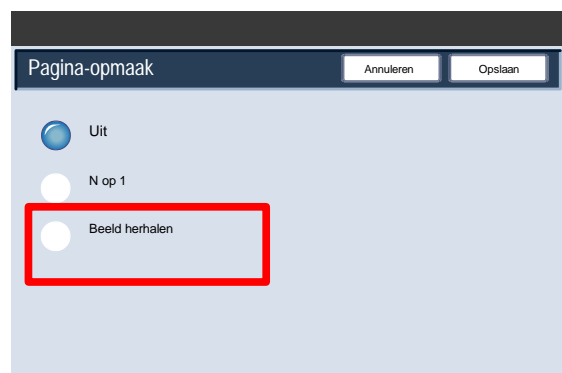 Pagina-opmaak
Annuleren
Opslaan
Uit
N op 1
Beeld herhalen